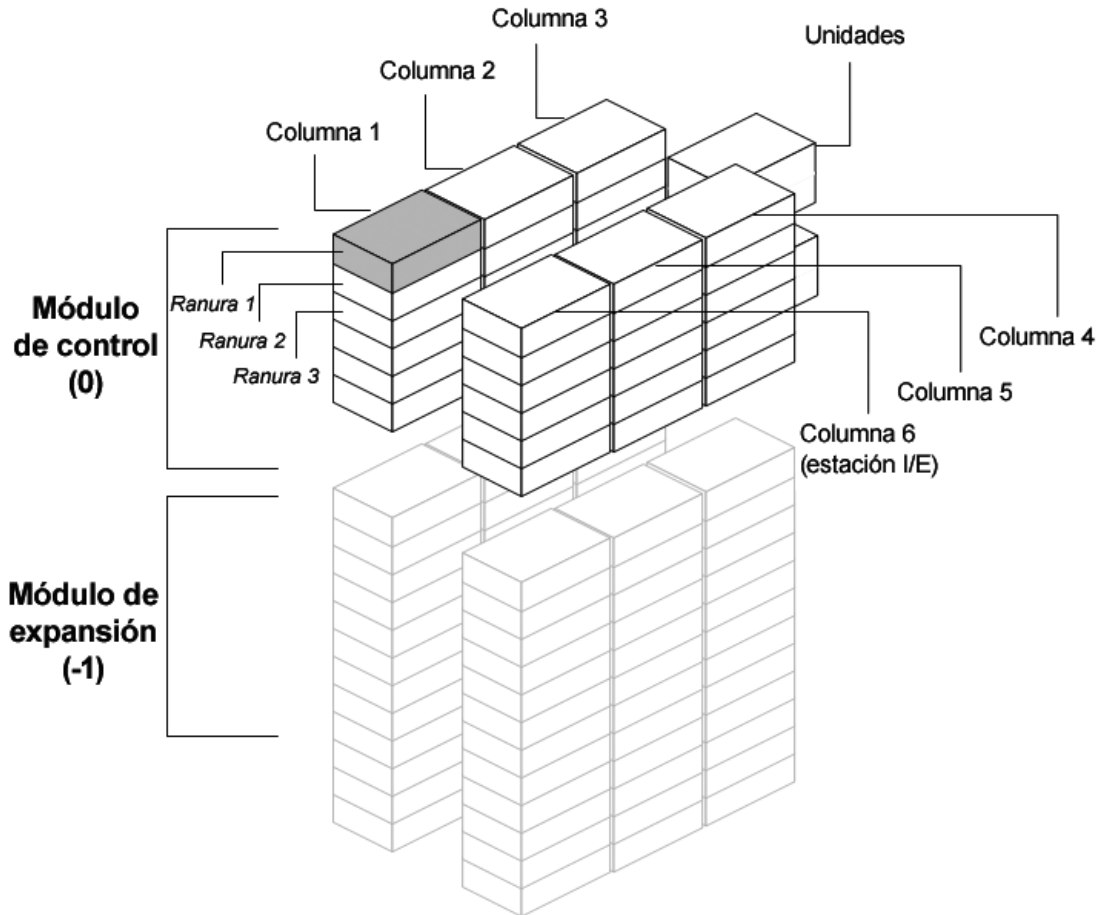 Columna 3
Unidades
Columna 2
Columna 1
Ranura 1
Módulo
de control
(0)
Ranura 2
Ranura 3
Columna 4
Columna 5
Columna 6
(estación I/E)
Módulo de
expansión
(-1)